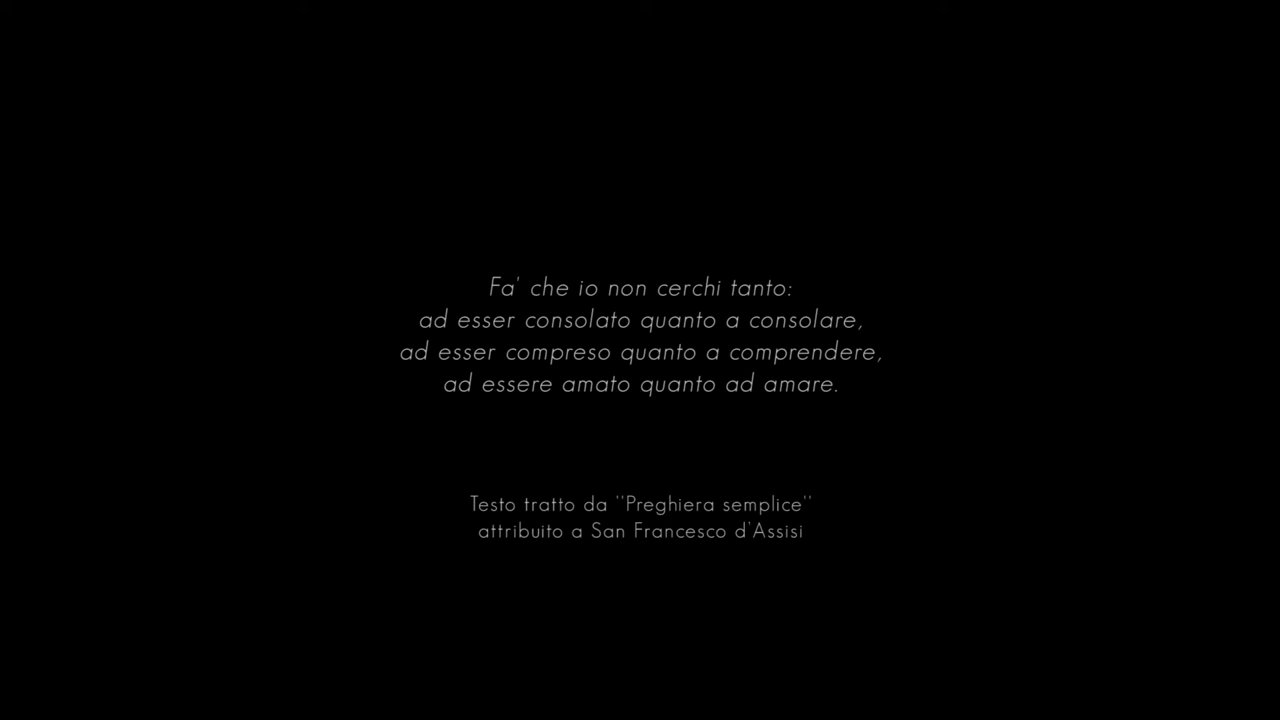 Fa' che io non cerchi tanto:
ad esser consolato quanto a consolare,
ad esser compreso quanto a comprendere,
ad essere amato quanto ad amare.
Testo tratto da ''Preghiera semplice''
attribuito a San Francesco d'Assisi